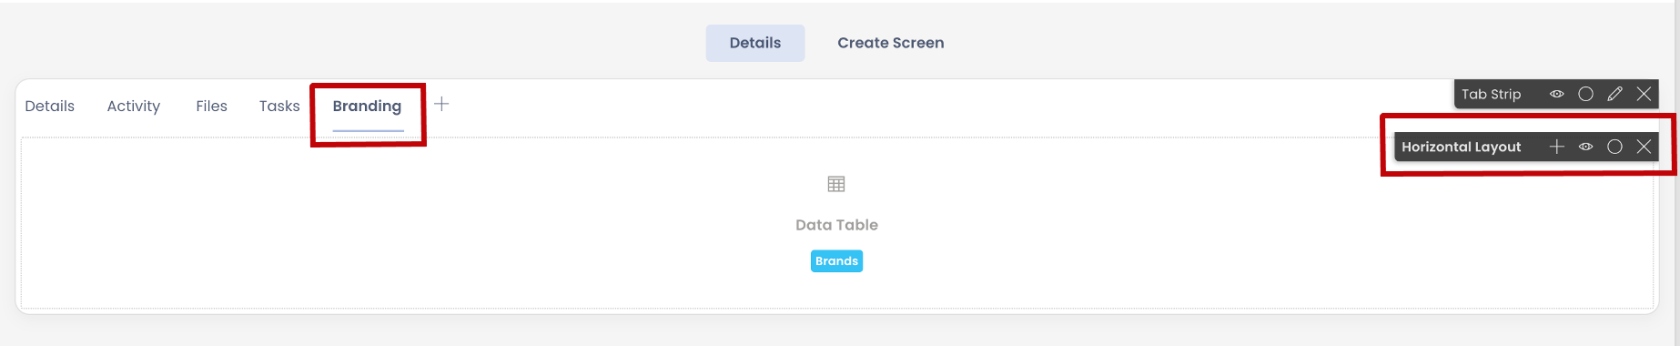 Details Create Screen
Details Activity Files Tasks Branding
Tab Strip
Horizontal Layout
Data Table
Brands